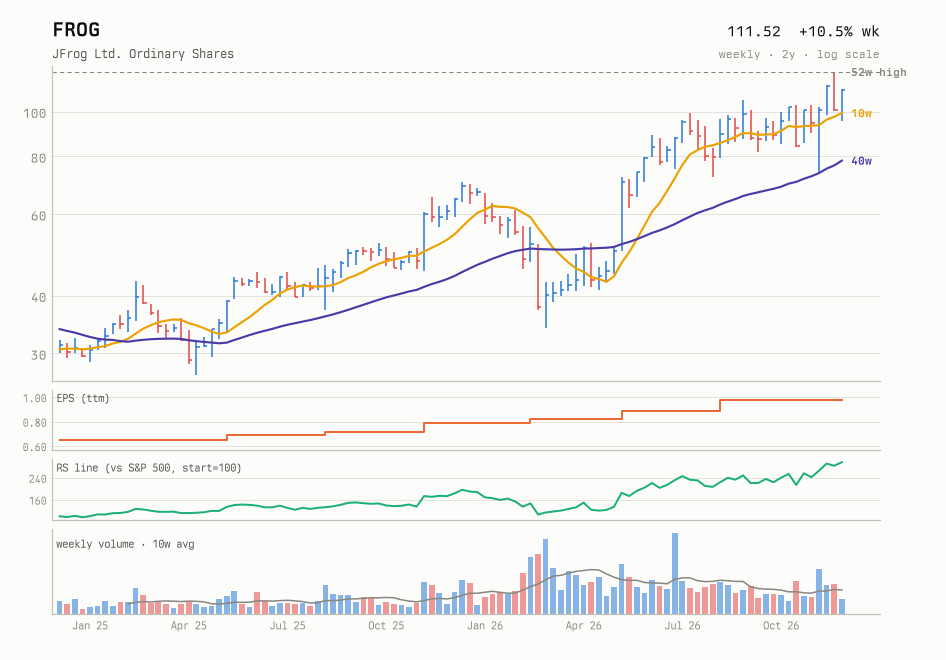 FROG
111.52 +10.5% wk
JFrog Ltd. Ordinary Shares
weekly · 2y · log scale
52w high
100
10w
80
40w
60
40
30
1.00
EPS (ttm)
0.80
0.60
RS line (vs S&P 500, start=100)
240
160
weekly volume · 10w avg
Jan 25 Apr 25 Jul 25 Oct 25 Jan 26 Apr 26 Jul 26 Oct 26